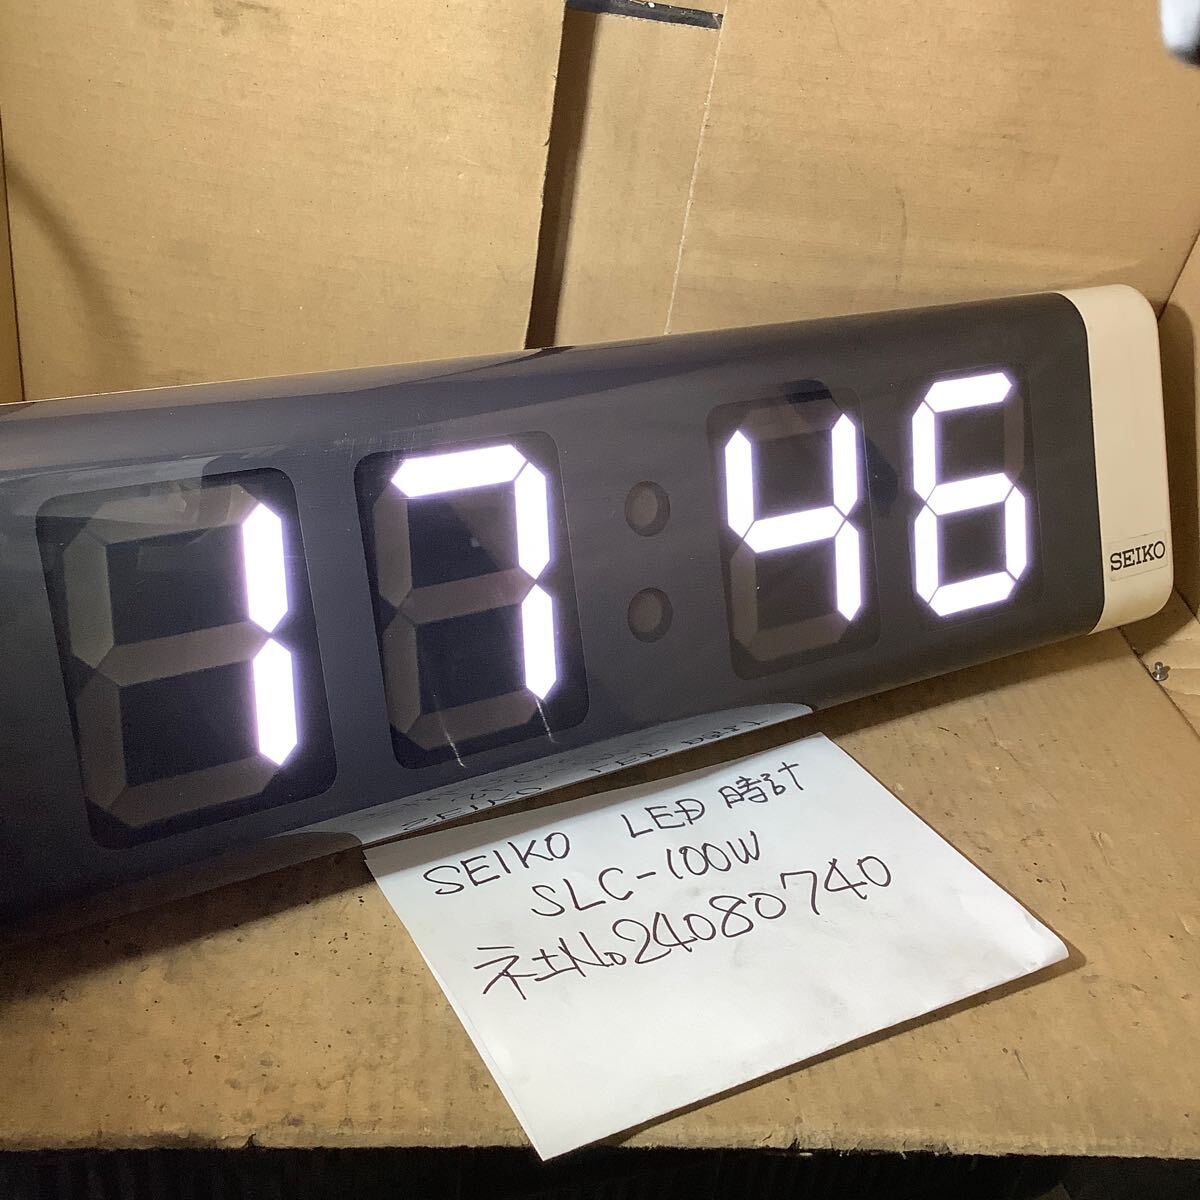 17 46
SEIKO
SEIKO LED 時計
SLC-100W
社No24080740